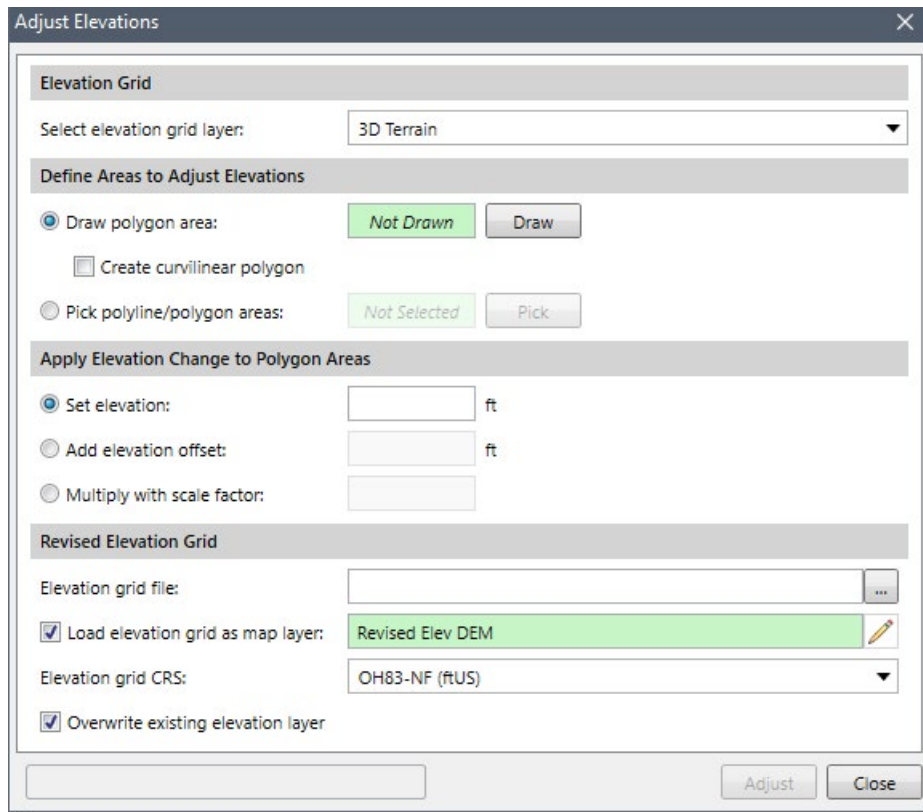 Adjust Elevations
Elevation Grid
Select elevation grid layer: 3D Terrain
Define Areas to Adjust Elevations
Draw polygon area: Not Drawn Draw
Create curvilinear polygon
Pick polyline/polygon areas: Not Selected Pick
Apply Elevation Change to Polygon Areas
Set elevation: ft
Add elevation offset: ft
Multiply with scale factor:
Revised Elevation Grid
Elevation grid file: ...
Load elevation grid as map layer: Revised Elev DEM
Elevation grid CRS: OH83-NF (ftUS)
Overwrite existing elevation layer
Adjust Close